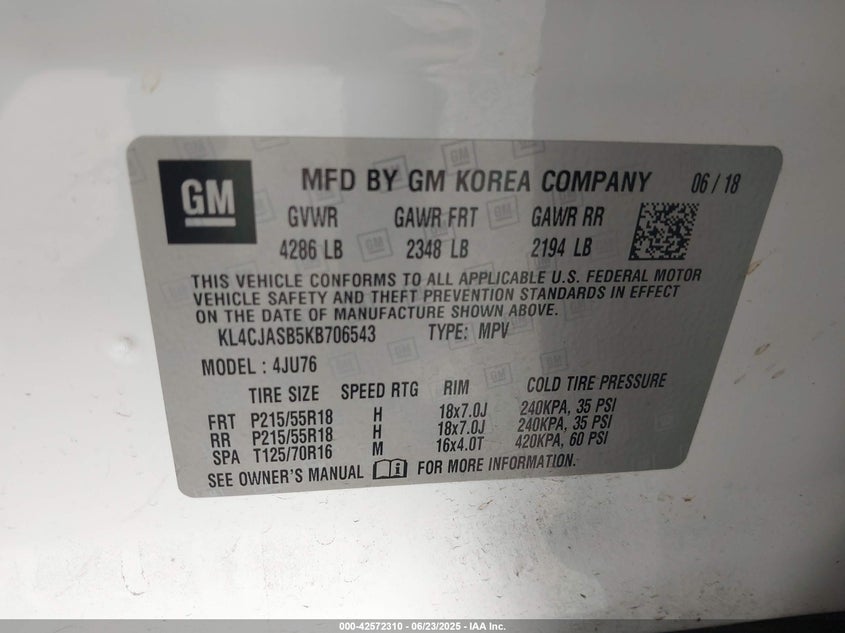 GM MFD BY GM KOREA COMPANY 06/18
GVWR GAWR FRT GAWR RR
4286 LB 2348 LB 2194 LB
THIS VEHICLE CONFORMS TO ALL APPLICABLE U.S. FEDERAL MOTOR
VEHICLE SAFETY AND THEFT PREVENTION STANDARDS IN EFFECT
ON THE DATE OF MANUFACTURE SHOWN ABOVE.
KL4CJASB5KB706543 TYPE: MPV
MODEL : 4JU76
TIRE SIZE SPEED RTG RIM COLD TIRE PRESSURE
FRT P215/55R18 H 18x7.0J 240KPA, 35 PSI
RR P215/55R18 H 18x7.0J 240KPA, 35 PSI
SPA T125/70R16 M 16x4.0T 420KPA, 60 PSI
SEE OWNER'S MANUAL FOR MORE INFORMATION.
000-42572310 - 06/23/2025 - IAA Inc.